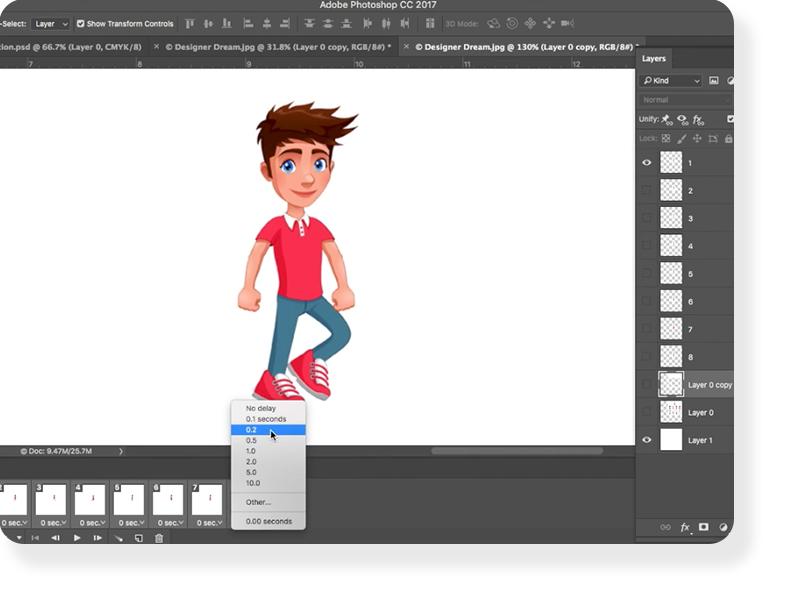 Adobe Photoshop CC 2017
-Select: Layer Show Transform Controls 3D Mode:
ion.psd @ 66.7% (Layer 0, CMYK/8) × © Designer Dream.jpg @ 31.8% (Layer 0 copy, RGB/8#) * × © Designer Dream.jpg @ 130% (Layer 0 copy, RGB/8#) *
7 8 9 10 11 12
Layers
Kind
Normal
Unify:
Lock:
1
2
3
4
5
6
7
8
Layer 0 copy
Layer 0
Layer 1
fx
No delay
0.1 seconds
0.2
0.5
1.0
2.0
5.0
10.0
Other...
0.00 seconds
Doc: 9.47M/25.7M
2 3 4 5 6 7
0 sec. 0 sec. 0 sec. 0 sec. 0 sec. 0 sec.